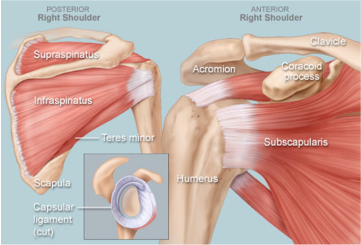 POSTERIOR
Right Shoulder
Supraspinatus
Infraspinatus
Teres minor
Scapula
Capsular
ligament
(cut)
ANTERIOR
Right Shoulder
Clavicle
Acromion
Coracoid
process
Subscapularis
Humerus